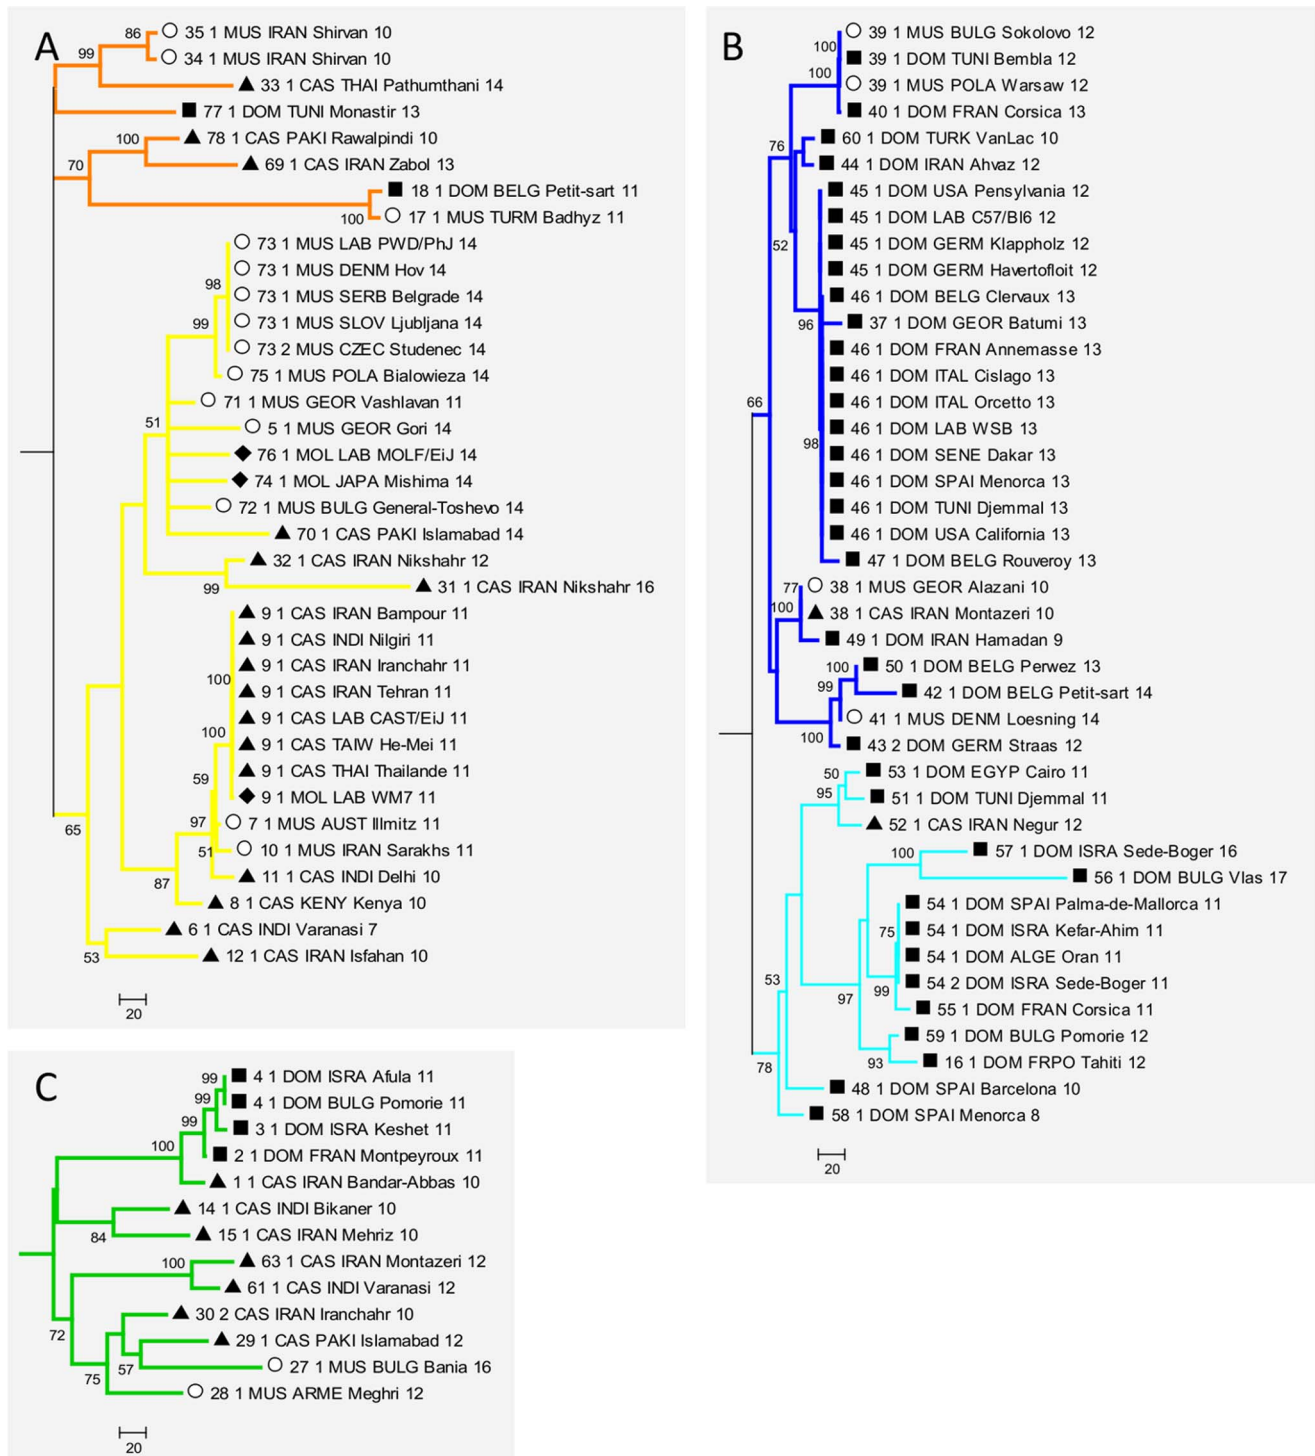 A
86
35 1 MUS IRAN Shirvan 10
99
34 1 MUS IRAN Shirvan 10
33 1 CAS THAI Pathumthani 14
77 1 DOM TUNI Monastir 13
100
78 1 CAS PAKI Rawalpindi 10
70
69 1 CAS IRAN Zabol 13
18 1 DOM BELG Petit-sart 11
100
17 1 MUS TURM Badhyz 11
73 1 MUS LAB PWD/PhJ 14
73 1 MUS DENM Hov 14
98
73 1 MUS SERB Belgrade 14
99
73 1 MUS SLOV Ljubljana 14
73 2 MUS CZEC Studenec 14
75 1 MUS POLA Bialowieza 14
71 1 MUS GEOR Vashlavan 11
51
5 1 MUS GEOR Gori 14
76 1 MOL LAB MOLF/EiJ 14
74 1 MOL JAPA Mishima 14
72 1 MUS BULG General-Toshevo 14
70 1 CAS PAKI Islamabad 14
32 1 CAS IRAN Nikshahr 12
99
31 1 CAS IRAN Nikshahr 16
9 1 CAS IRAN Bampour 11
9 1 CAS INDI Nilgiri 11
9 1 CAS IRAN Iranchahr 11
100
9 1 CAS IRAN Tehran 11
9 1 CAS LAB CAST/EiJ 11
100
9 1 CAS TAIW He-Mei 11
59
9 1 CAS THAI Thailande 11
9 1 MOL LAB WM7 11
97
7 1 MUS AUST Illmitz 11
65
51
10 1 MUS IRAN Sarakhs 11
87
11 1 CAS INDI Delhi 10
8 1 CAS KENY Kenya 10
6 1 CAS INDI Varanasi 7
53
12 1 CAS IRAN Isfahan 10
20
B
39 1 MUS BULG Sokolovo 12
100
39 1 DOM TUNI Bembla 12
100
39 1 MUS POLA Warsaw 12
40 1 DOM FRAN Corsica 13
60 1 DOM TURK VanLac 10
76
44 1 DOM IRAN Ahvaz 12
45 1 DOM USA Pensylvania 12
45 1 DOM LAB C57/Bl6 12
52
45 1 DOM GERM Klappholz 12
45 1 DOM GERM Havertofloit 12
46 1 DOM BELG Clervaux 13
96
37 1 DOM GEOR Batumi 13
46 1 DOM FRAN Annemasse 13
46 1 DOM ITAL Cislago 13
66
46 1 DOM ITAL Orcetto 13
46 1 DOM LAB WSB 13
98
46 1 DOM SENE Dakar 13
46 1 DOM SPAI Menorca 13
46 1 DOM TUNI Djemmal 13
46 1 DOM USA California 13
47 1 DOM BELG Rouveroy 13
77
38 1 MUS GEOR Alazani 10
100
38 1 CAS IRAN Montazeri 10
49 1 DOM IRAN Hamadan 9
100
50 1 DOM BELG Perwez 13
99
42 1 DOM BELG Petit-sart 14
41 1 MUS DENM Loesning 14
100
43 2 DOM GERM Straas 12
50
53 1 DOM EGYP Cairo 11
95
51 1 DOM TUNI Djemmal 11
52 1 CAS IRAN Negur 12
100
57 1 DOM ISRA Sede-Boger 16
56 1 DOM BULG Vlas 17
54 1 DOM SPAI Palma-de-Mallorca 11
75
54 1 DOM ISRA Kefar-Ahim 11
54 1 DOM ALGE Oran 11
53
97
99
54 2 DOM ISRA Sede-Boger 11
55 1 DOM FRAN Corsica 11
59 1 DOM BULG Pomorie 12
78
93
16 1 DOM FRPO Tahiti 12
48 1 DOM SPAI Barcelona 10
58 1 DOM SPAI Menorca 8
20
C
99
4 1 DOM ISRA Afula 11
99
4 1 DOM BULG Pomorie 11
99
3 1 DOM ISRA Keshet 11
100
2 1 DOM FRAN Montpeyroux 11
1 1 CAS IRAN Bandar-Abbas 10
14 1 CAS INDI Bikaner 10
84
15 1 CAS IRAN Mehriz 10
100
63 1 CAS IRAN Montazeri 12
61 1 CAS INDI Varanasi 12
30 2 CAS IRAN Iranchahr 10
72
29 1 CAS PAKI Islamabad 12
57
27 1 MUS BULG Bania 16
75
28 1 MUS ARME Meghri 12
20